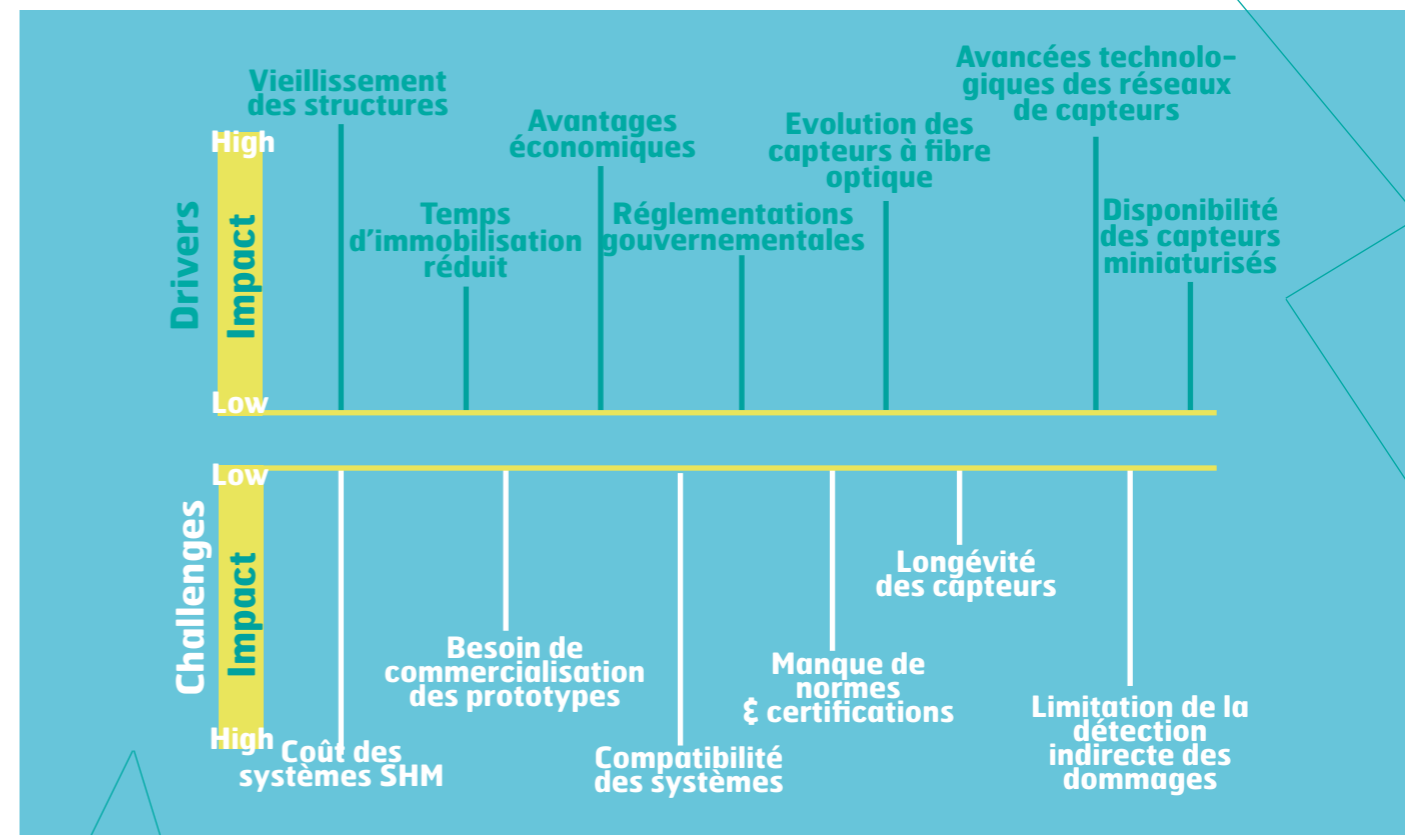 Vieillissement
des structures
Avantages
économiques
Evolution des
capteurs à fibre
optique
Avancées technolo-
giques des réseaux
de capteurs
Temps
d'immobilisation
réduit
Réglementations
gouvernementales
Disponibilité
des capteurs
miniaturisés
Drivers
High
Impact
Low
Challenges
Low
Impact
High
Coût des
systèmes SHM
Besoin de
commercialisation
des prototypes
Compatibilité
des systèmes
Manque de
normes
& certifications
Longévité
des capteurs
Limitation de la
détection
indirecte des
dommages